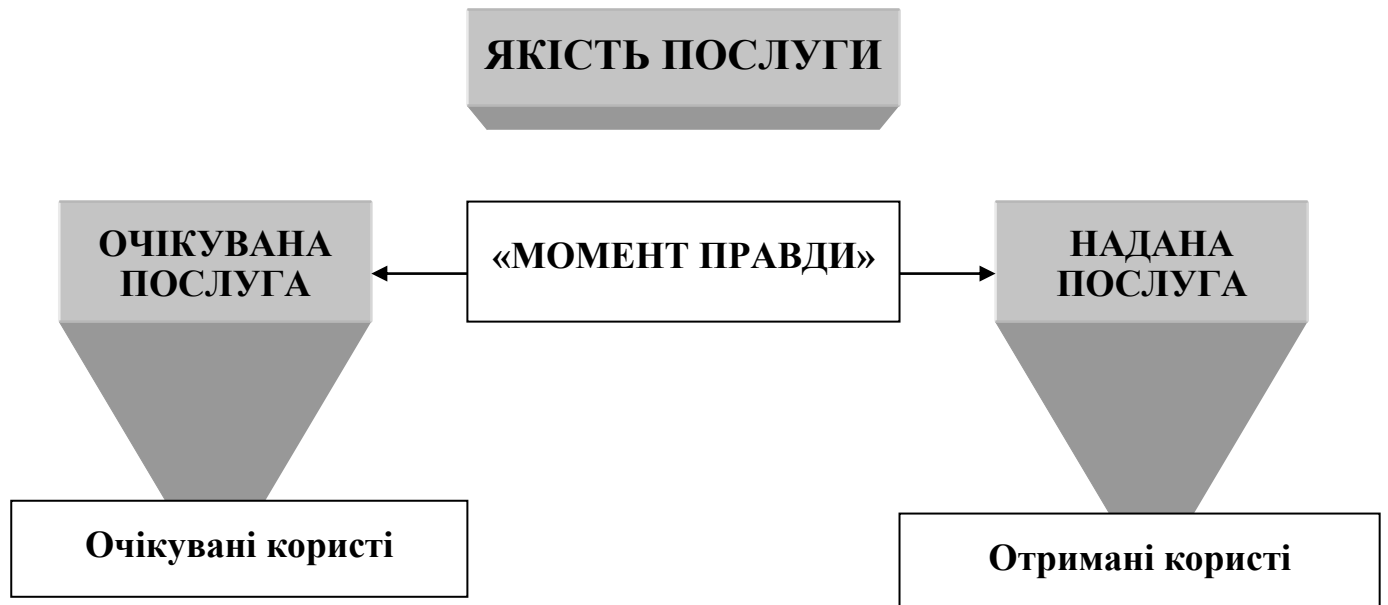 ЯКІСТЬ ПОСЛУГИ
ОЧІКУВАНА
ПОСЛУГА
«МОМЕНТ ПРАВДИ»
НАДАНА
ПОСЛУГА
Очікувані користі
Отримані користі